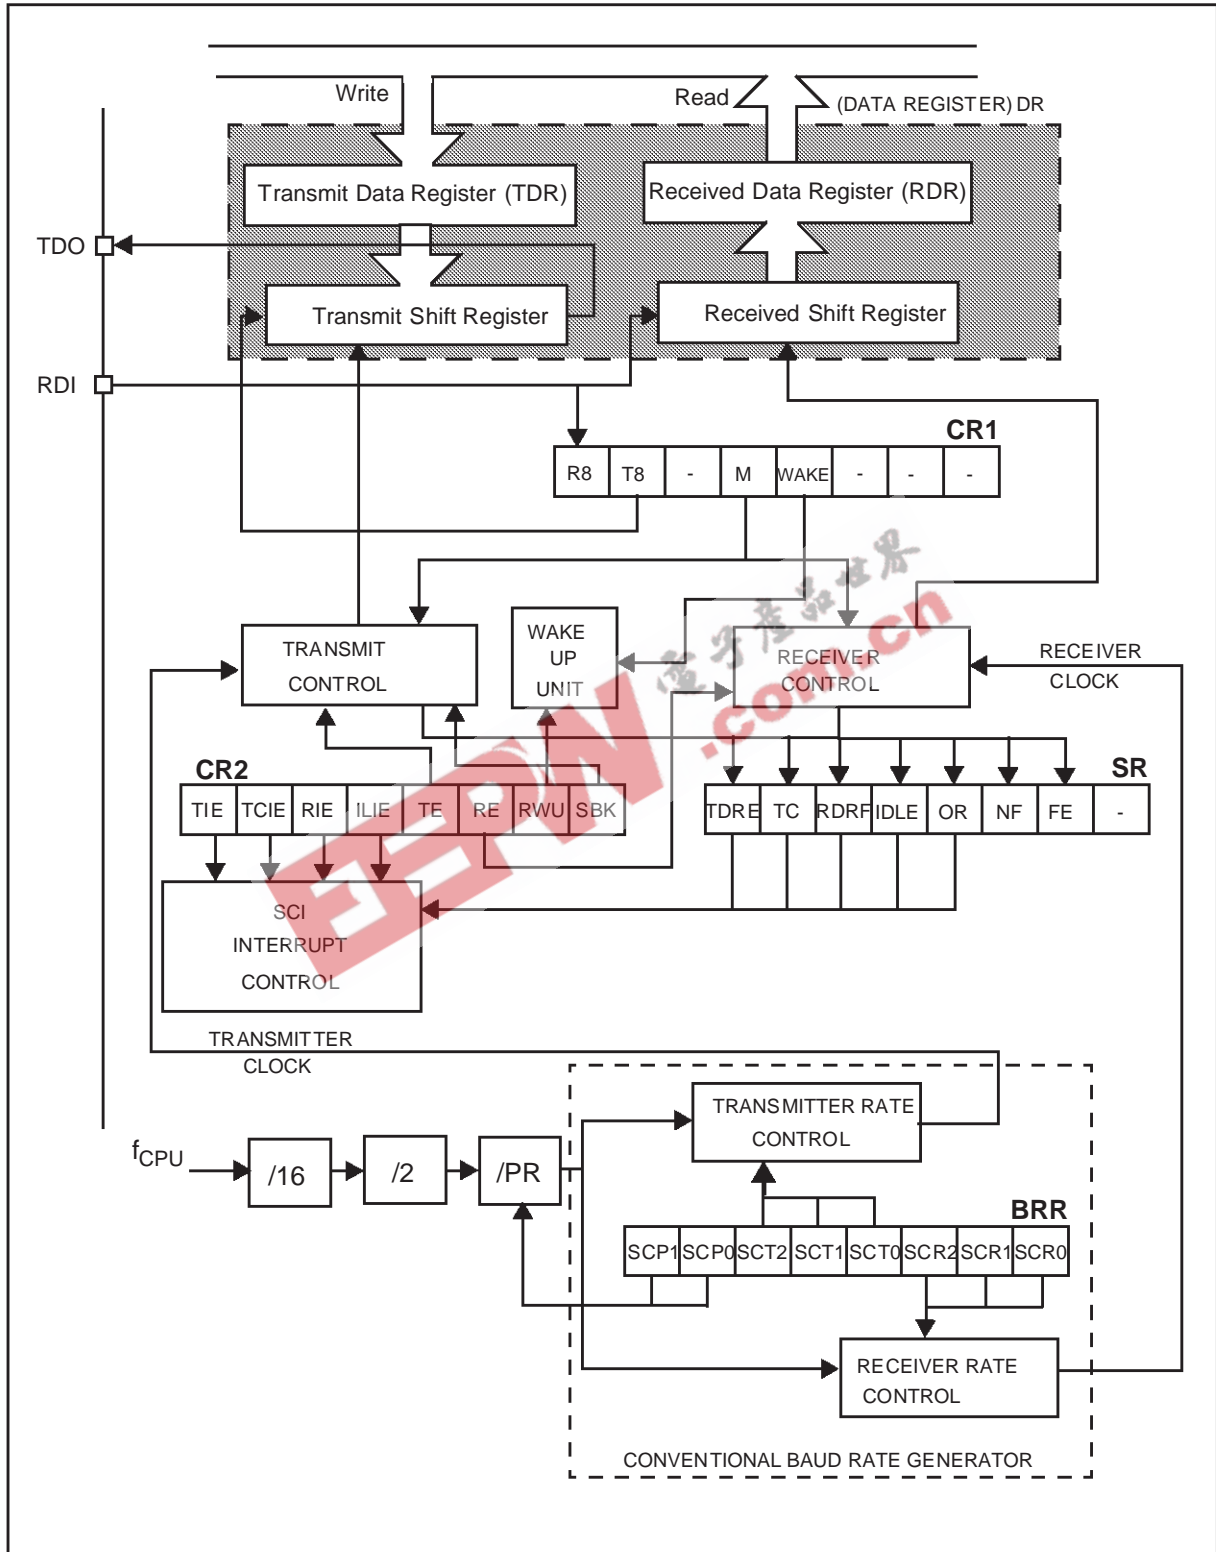 Write
Read
(DATA REGISTER) DR
Transmit Data Register (TDR)
Received Data Register (RDR)
TDO
Transmit Shift Register
Received Shift Register
RDI
CR1
R8 T8 - M WAKE - - -
電子產品世界
.com.cn
TRANSMIT
CONTROL
WAKE
UP
UNIT
RECEIVER
CONTROL
RECEIVER
CLOCK
CR2
TIE TCIE RIE ILIE TE RE RWU SBK
SR
TDRE TC RDRF IDLE OR NF FE -
EEPW
SCI
INTERRUPT
CONTROL
TRANSMITTER
CLOCK
TRANSMITTER RATE
CONTROL
fCPU
/16
/2
/PR
BRR
SCP1 SCP0 SCT2 SCT1 SCT0 SCR2 SCR1 SCR0
RECEIVER RATE
CONTROL
CONVENTIONAL BAUD RATE GENERATOR